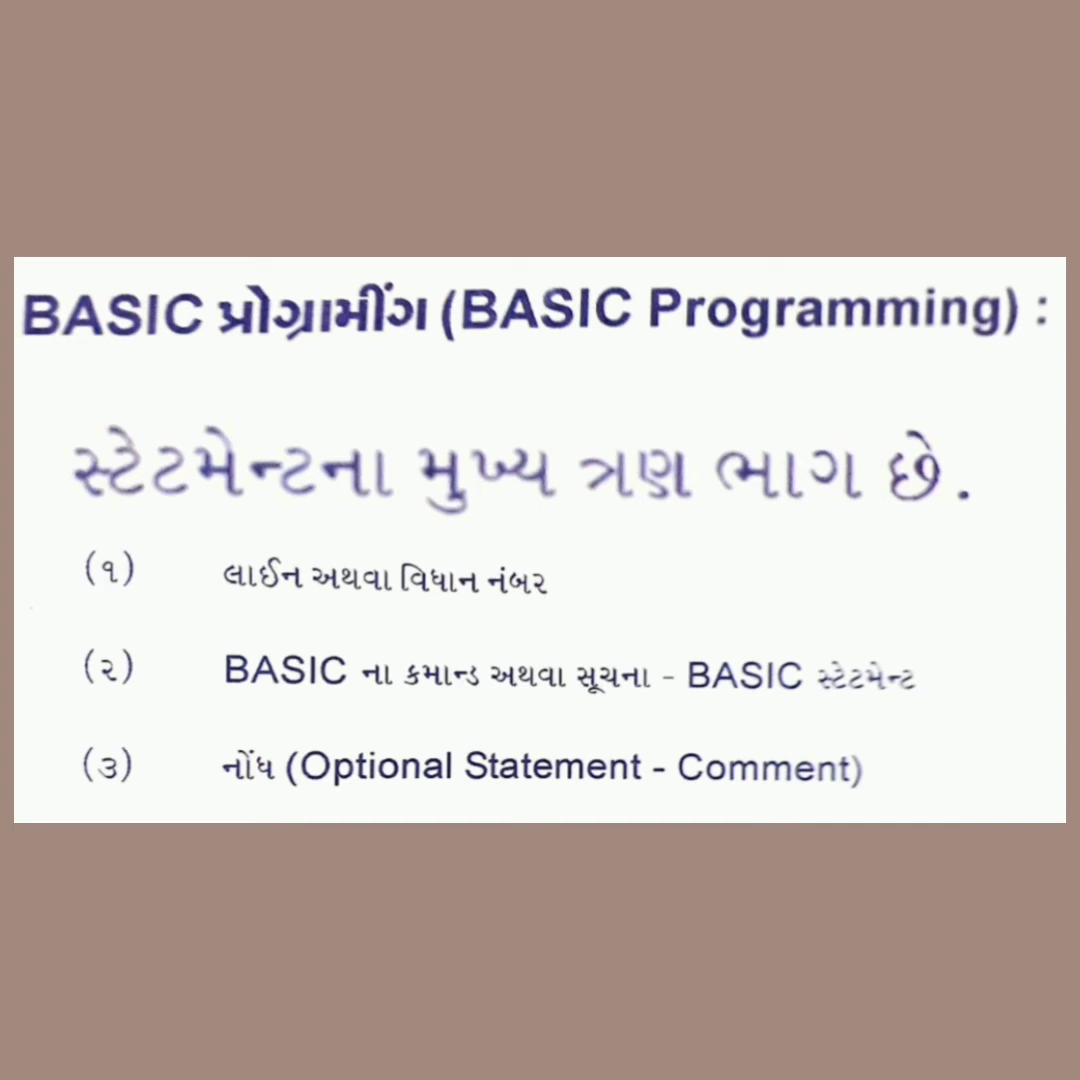 BASIC પ્રોગ્રામીંગ (BASIC Programming) :
સ્ટેટમેન્ટના મુખ્ય ત્રણ ભાગ છે.
(૧) લાઈન અથવા વિધાન નંબર
(૨) BASIC ના કમાન્ડ અથવા સૂચના - BASIC સ્ટેટમેન્ટ
(૩) નોંધ (Optional Statement - Comment)